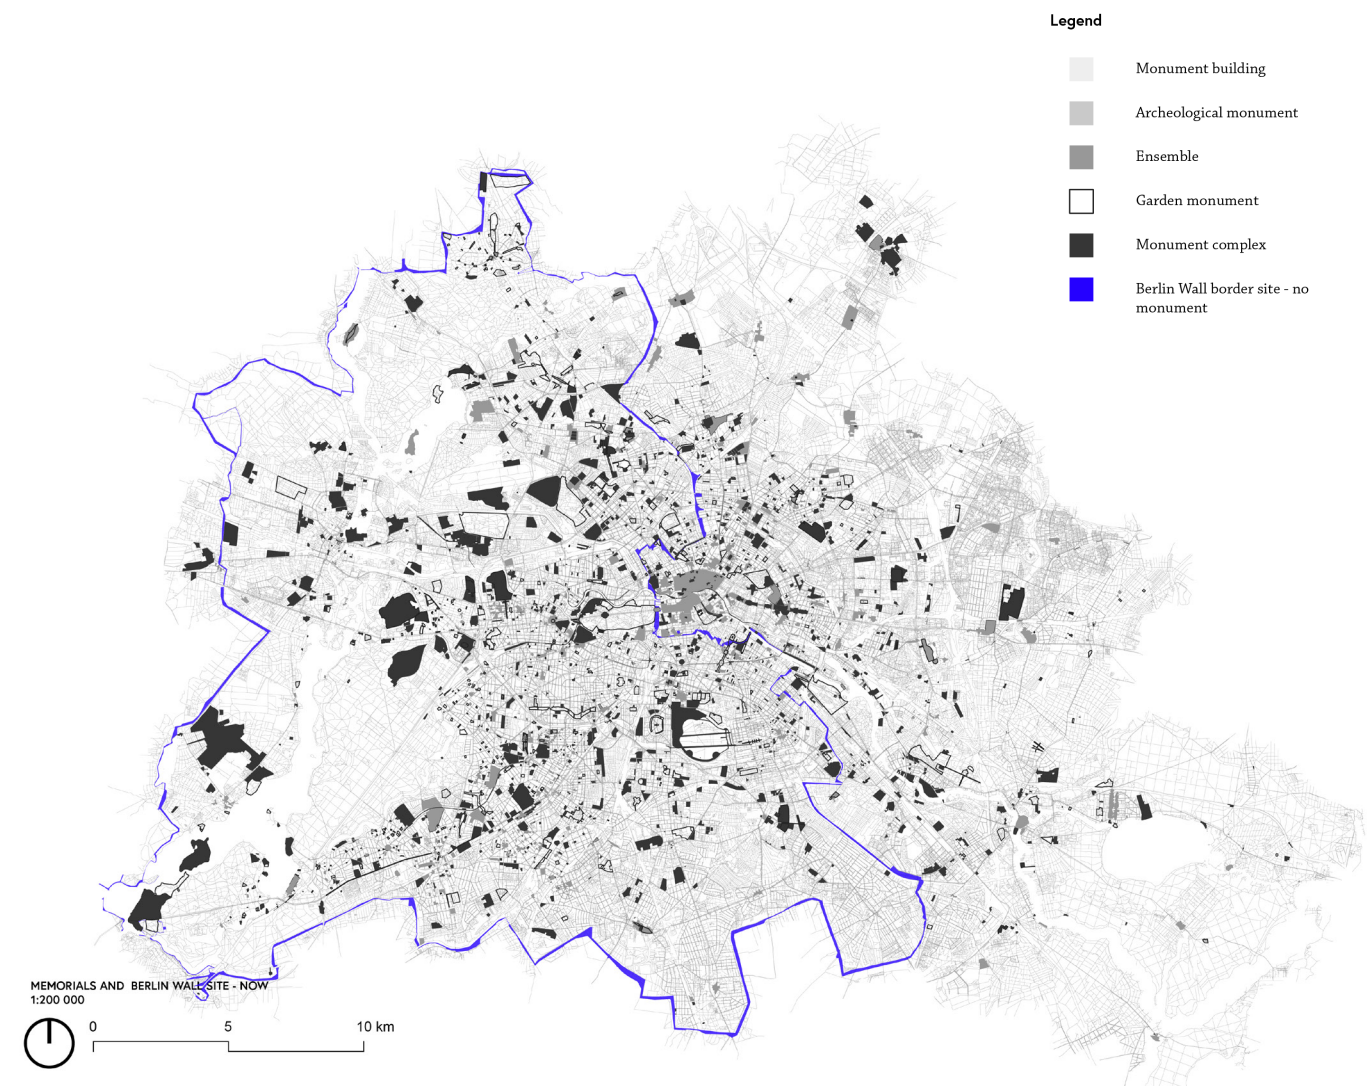 Legend
Monument building
Archeological monument
Ensemble
Garden monument
Monument complex
Berlin Wall border site - no
monument
MEMORIALS AND BERLIN WALL SITE - NOW
1:200 000
0 5 10 km